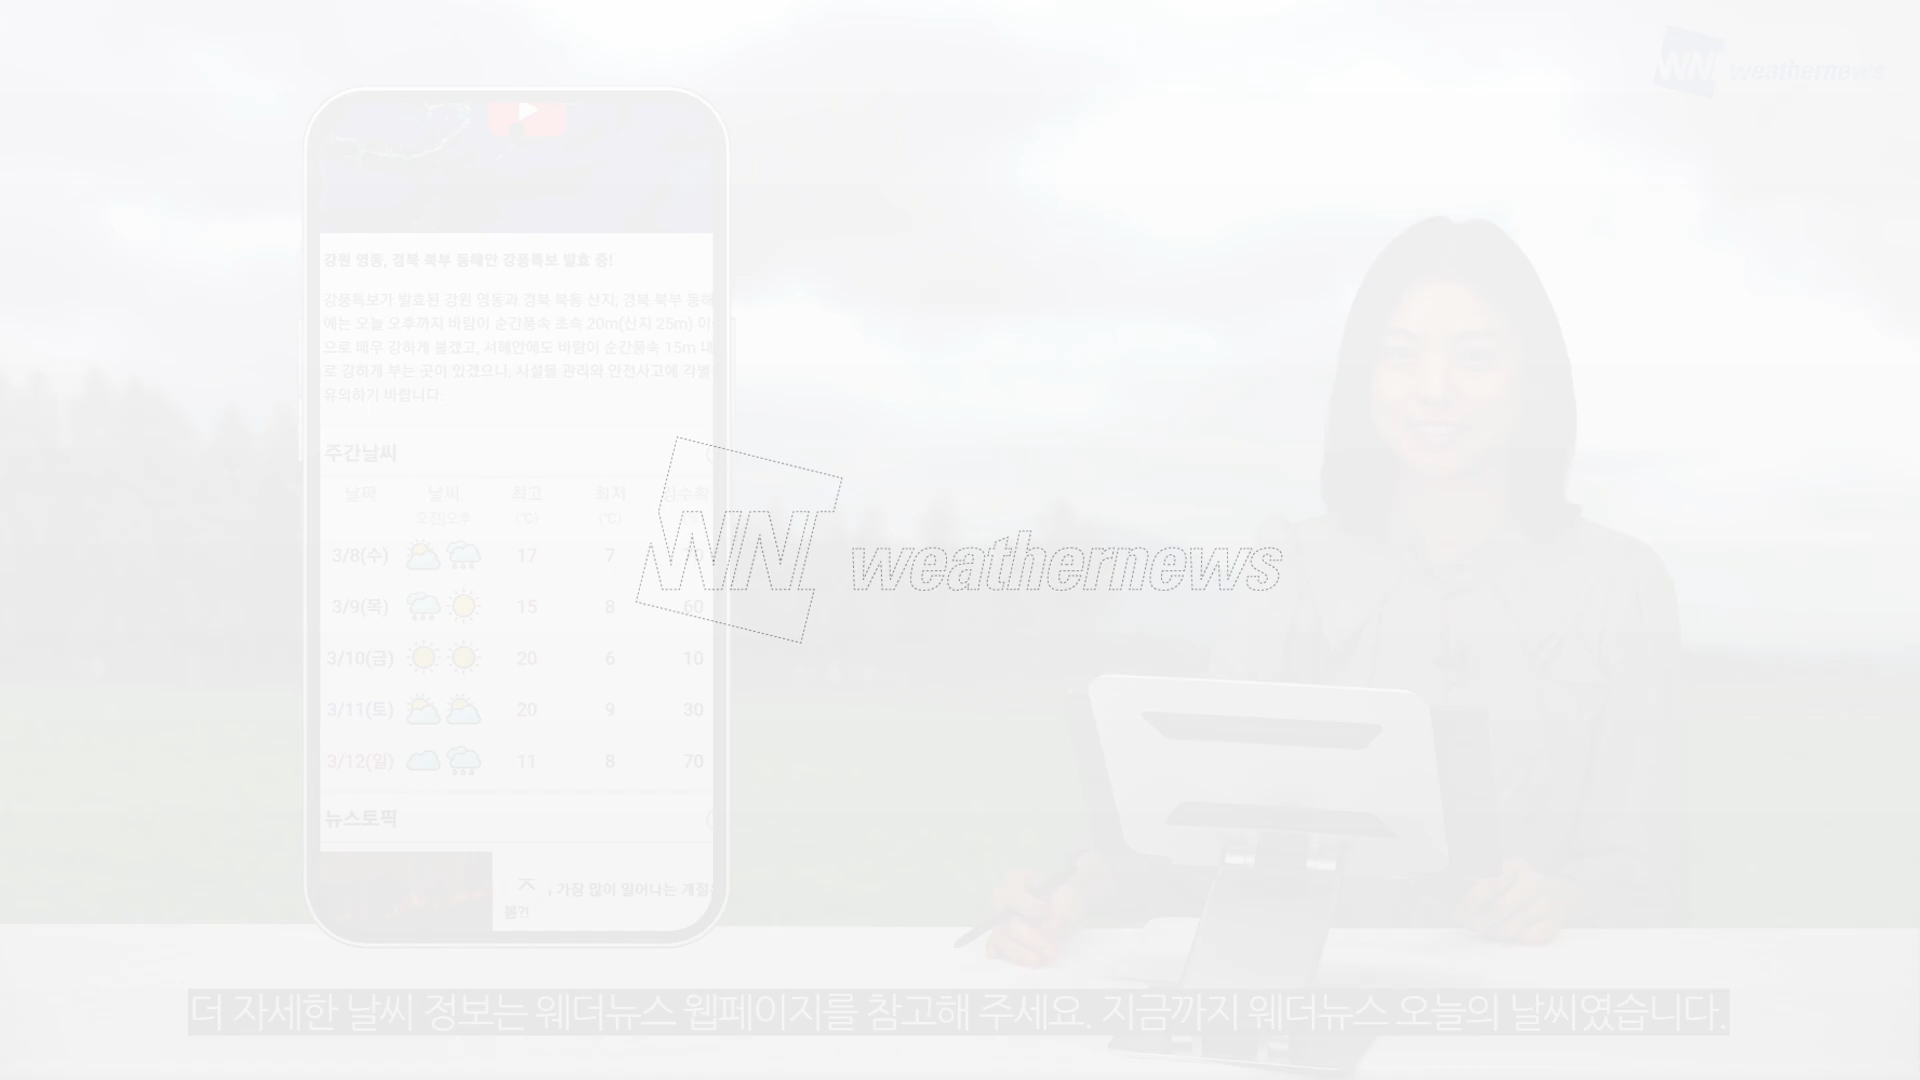 WNI weathernews
강원 영동, 경북 북부 동해안 강풍특보 발효 중!
강풍특보가 발효된 강원 영동과 경북 북동 산지, 경북 북부 동해
에는 오늘 오후까지 바람이 순간풍속 초속 20m(산지 25m) 이
으로 매우 강하게 불겠고, 서해안에도 바람이 순간풍속 15m 내
로 강하게 부는 곳이 있겠으니, 시설물 관리와 안전사고에 각별
유의하기 바랍니다.
주간날씨
날짜 날씨 최고 최저 강수확
오전|오후 (℃) (℃)
3/8(수) 17 7
3/9(목) 15 8 60
3/10(금) 20 6 10
3/11(토) 20 9 30
3/12(일) 11 8 70
WNI weathernews
뉴스토픽
, 가장 많이 일어나는 계절은
봄?!
더 자세한 날씨 정보는 웨더뉴스 웹페이지를 참고해 주세요. 지금까지 웨더뉴스 오늘의 날씨였습니다.